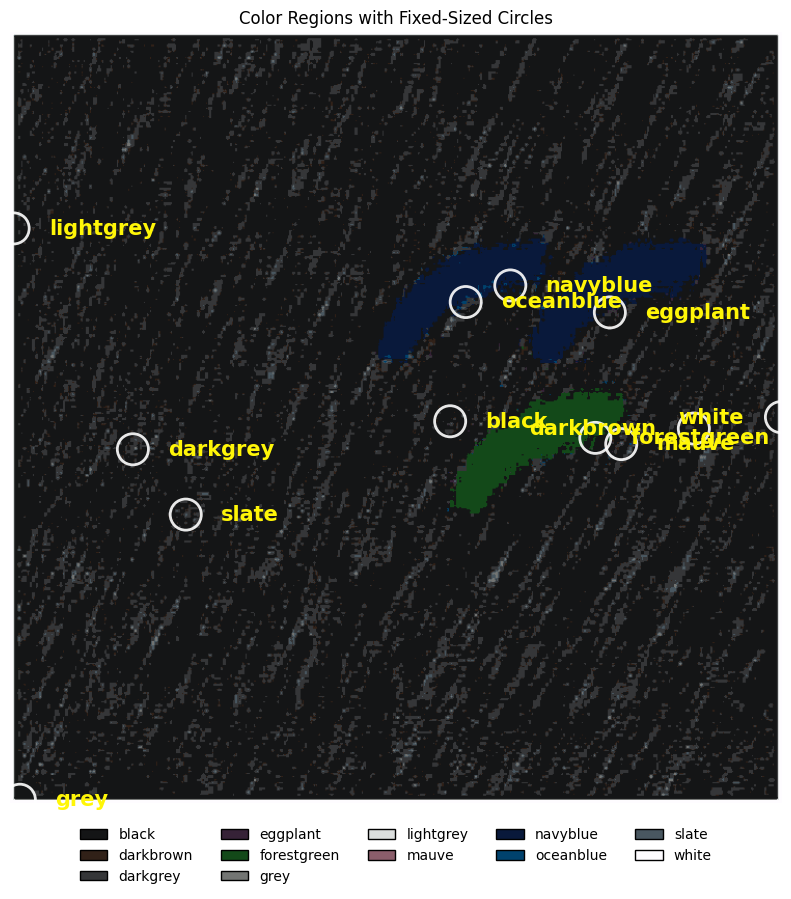 Color Regions with Fixed-Sized Circles
lightgrey
navyblue
oceanblue
eggplant
white
black
darkbrown
forestgreen
mauve
darkgrey
slate
grey
black eggplant lightgrey navyblue slate
darkbrown forestgreen mauve oceanblue white
darkgrey grey